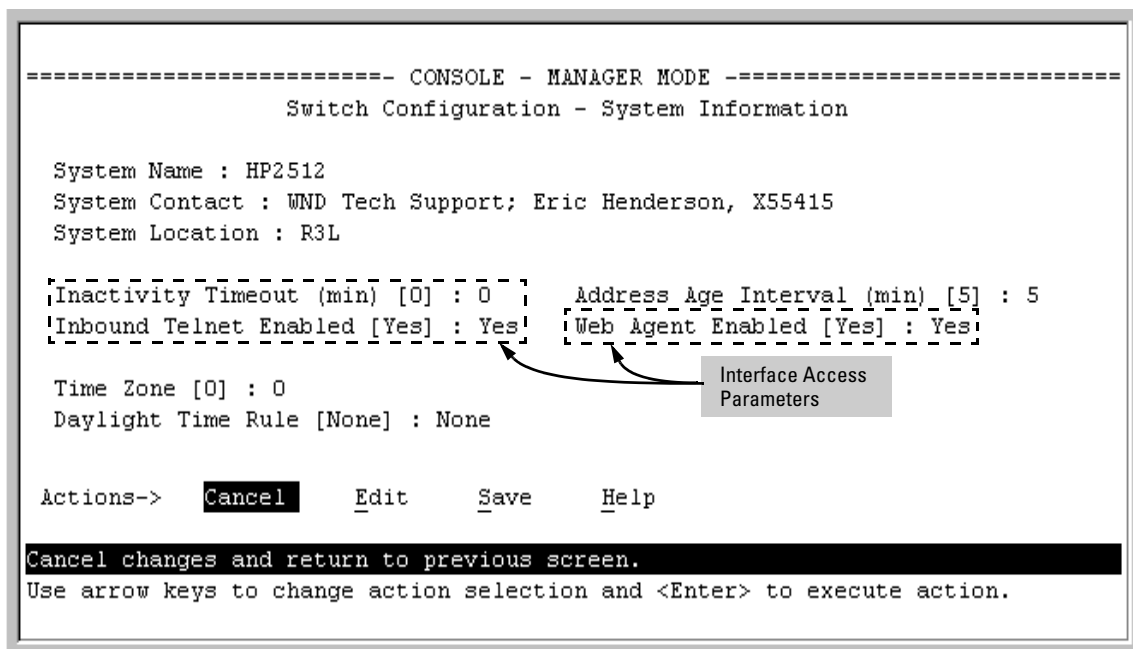 ===========================- CONSOLE - MANAGER MODE -============================
Switch Configuration - System Information
System Name : HP2512
System Contact : WND Tech Support; Eric Henderson, X55415
System Location : R3L
Inactivity Timeout (min) [0] : 0 Address Age Interval (min) [5] : 5
Inbound Telnet Enabled [Yes] : Yes Web Agent Enabled [Yes] : Yes
Interface Access
Parameters
Time Zone [0] : 0
Daylight Time Rule [None] : None
Actions-> Cancel Edit Save Help
Cancel changes and return to previous screen.
Use arrow keys to change action selection and <Enter> to execute action.